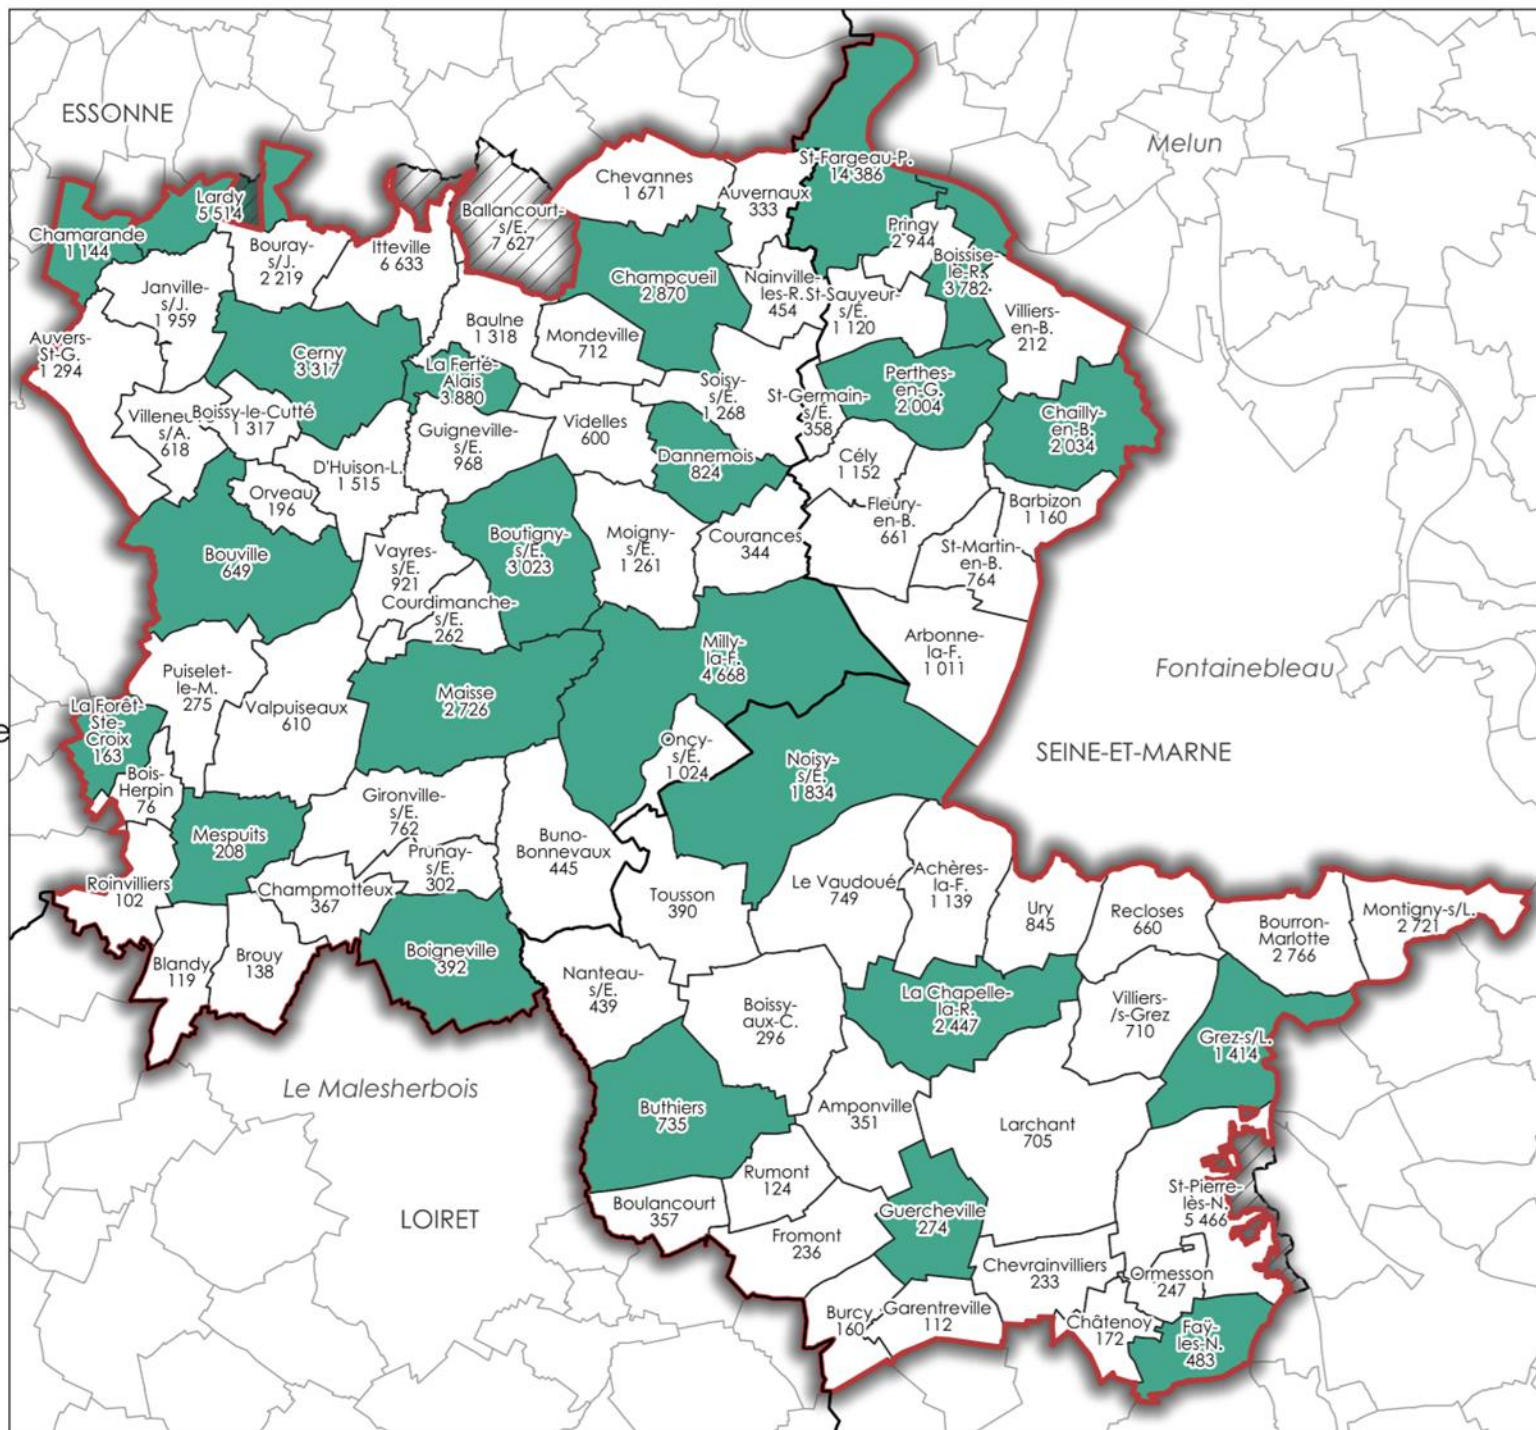 ESSONNE
Melun
St-Fargeau-P.
14 386
Chevannes
1 671
Auvernaux
333
Lardy
5 514
Ballancourt-
s/E.
7 627
Pringy
2 944
Chamarande
1 144
Bouray-
s/J.
2 219
Itteville
6 633
Boissise-
le-R.
3 782
Champcueil
2 870
Nainville-
les-R.
454
St-Sauveur-
s/É.
1 120
Janville-
s/J.
1 959
Villiers-
en-B.
212
Baulne
1 318
Mondeville
712
Auvers-
St-G.
1 294
Cerny
3 317
La Ferté-
Alais
3 880
Soisy-
s/E.
1 268
St-Germain-
s/É.
358
Perthes-
en-G.
2 004
Chailly-
en-B.
2 034
Villeneu
s/A.
618
Boissy-le-Cutté
1 317
Guigneville-
s/E.
968
Videlles
600
Dannemois
824
Cély
1 152
D'Huison-L.
1 515
Orveau
196
Fleury-
en-B.
661
Barbizon
1 160
Bouville
649
Vayres-
s/E.
921
Boutigny-
s/E.
3 023
Moigny-
s/E.
1 261
Courances
344
St-Martin-
en-B.
764
Courdimanche-
s/E.
262
Milly-
la-F.
4 668
Arbonne-
la-F.
1 011
Fontainebleau
Puiselet-
le-M.
275
Valpuiseaux
610
Maisse
2 726
La Forêt-
Ste-
Croix
163
e
Oncy-
s/E.
1 024
Noisy-
s/E.
1 834
SEINE-ET-MARNE
Bois-
Herpin
76
Gironville-
s/E.
762
Mespuits
208
Prunay-
s/E.
302
Buno-
Bonnevaux
445
Roinvilliers
102
Champmotteux
367
Tousson
390
Le Vaudoué
749
Achères-
la-F.
1 139
Ury
845
Recloses
660
Bourron-
Marlotte
2 766
Montigny-s/L.
2 721
Blandy
119
Brouy
138
Boigneville
392
Nanteau-
s/E.
439
Boissy-
aux-C.
296
La Chapelle-
la-R.
2 447
Villiers-
/s-Grez
710
Grez-s/L.
1 414
Le Malesherbois
Buthiers
735
Amponville
351
Larchant
705
Rumont
124
Boulancourt
357
LOIRET
Guercheville
274
St-Pierre-
lès-N.
5 466
Fromont
236
Chevrainvilliers
233
Ormesson
247
Burcy
160
Garentreville
112
Châtenoy
172
Faÿ-
les-N.
483